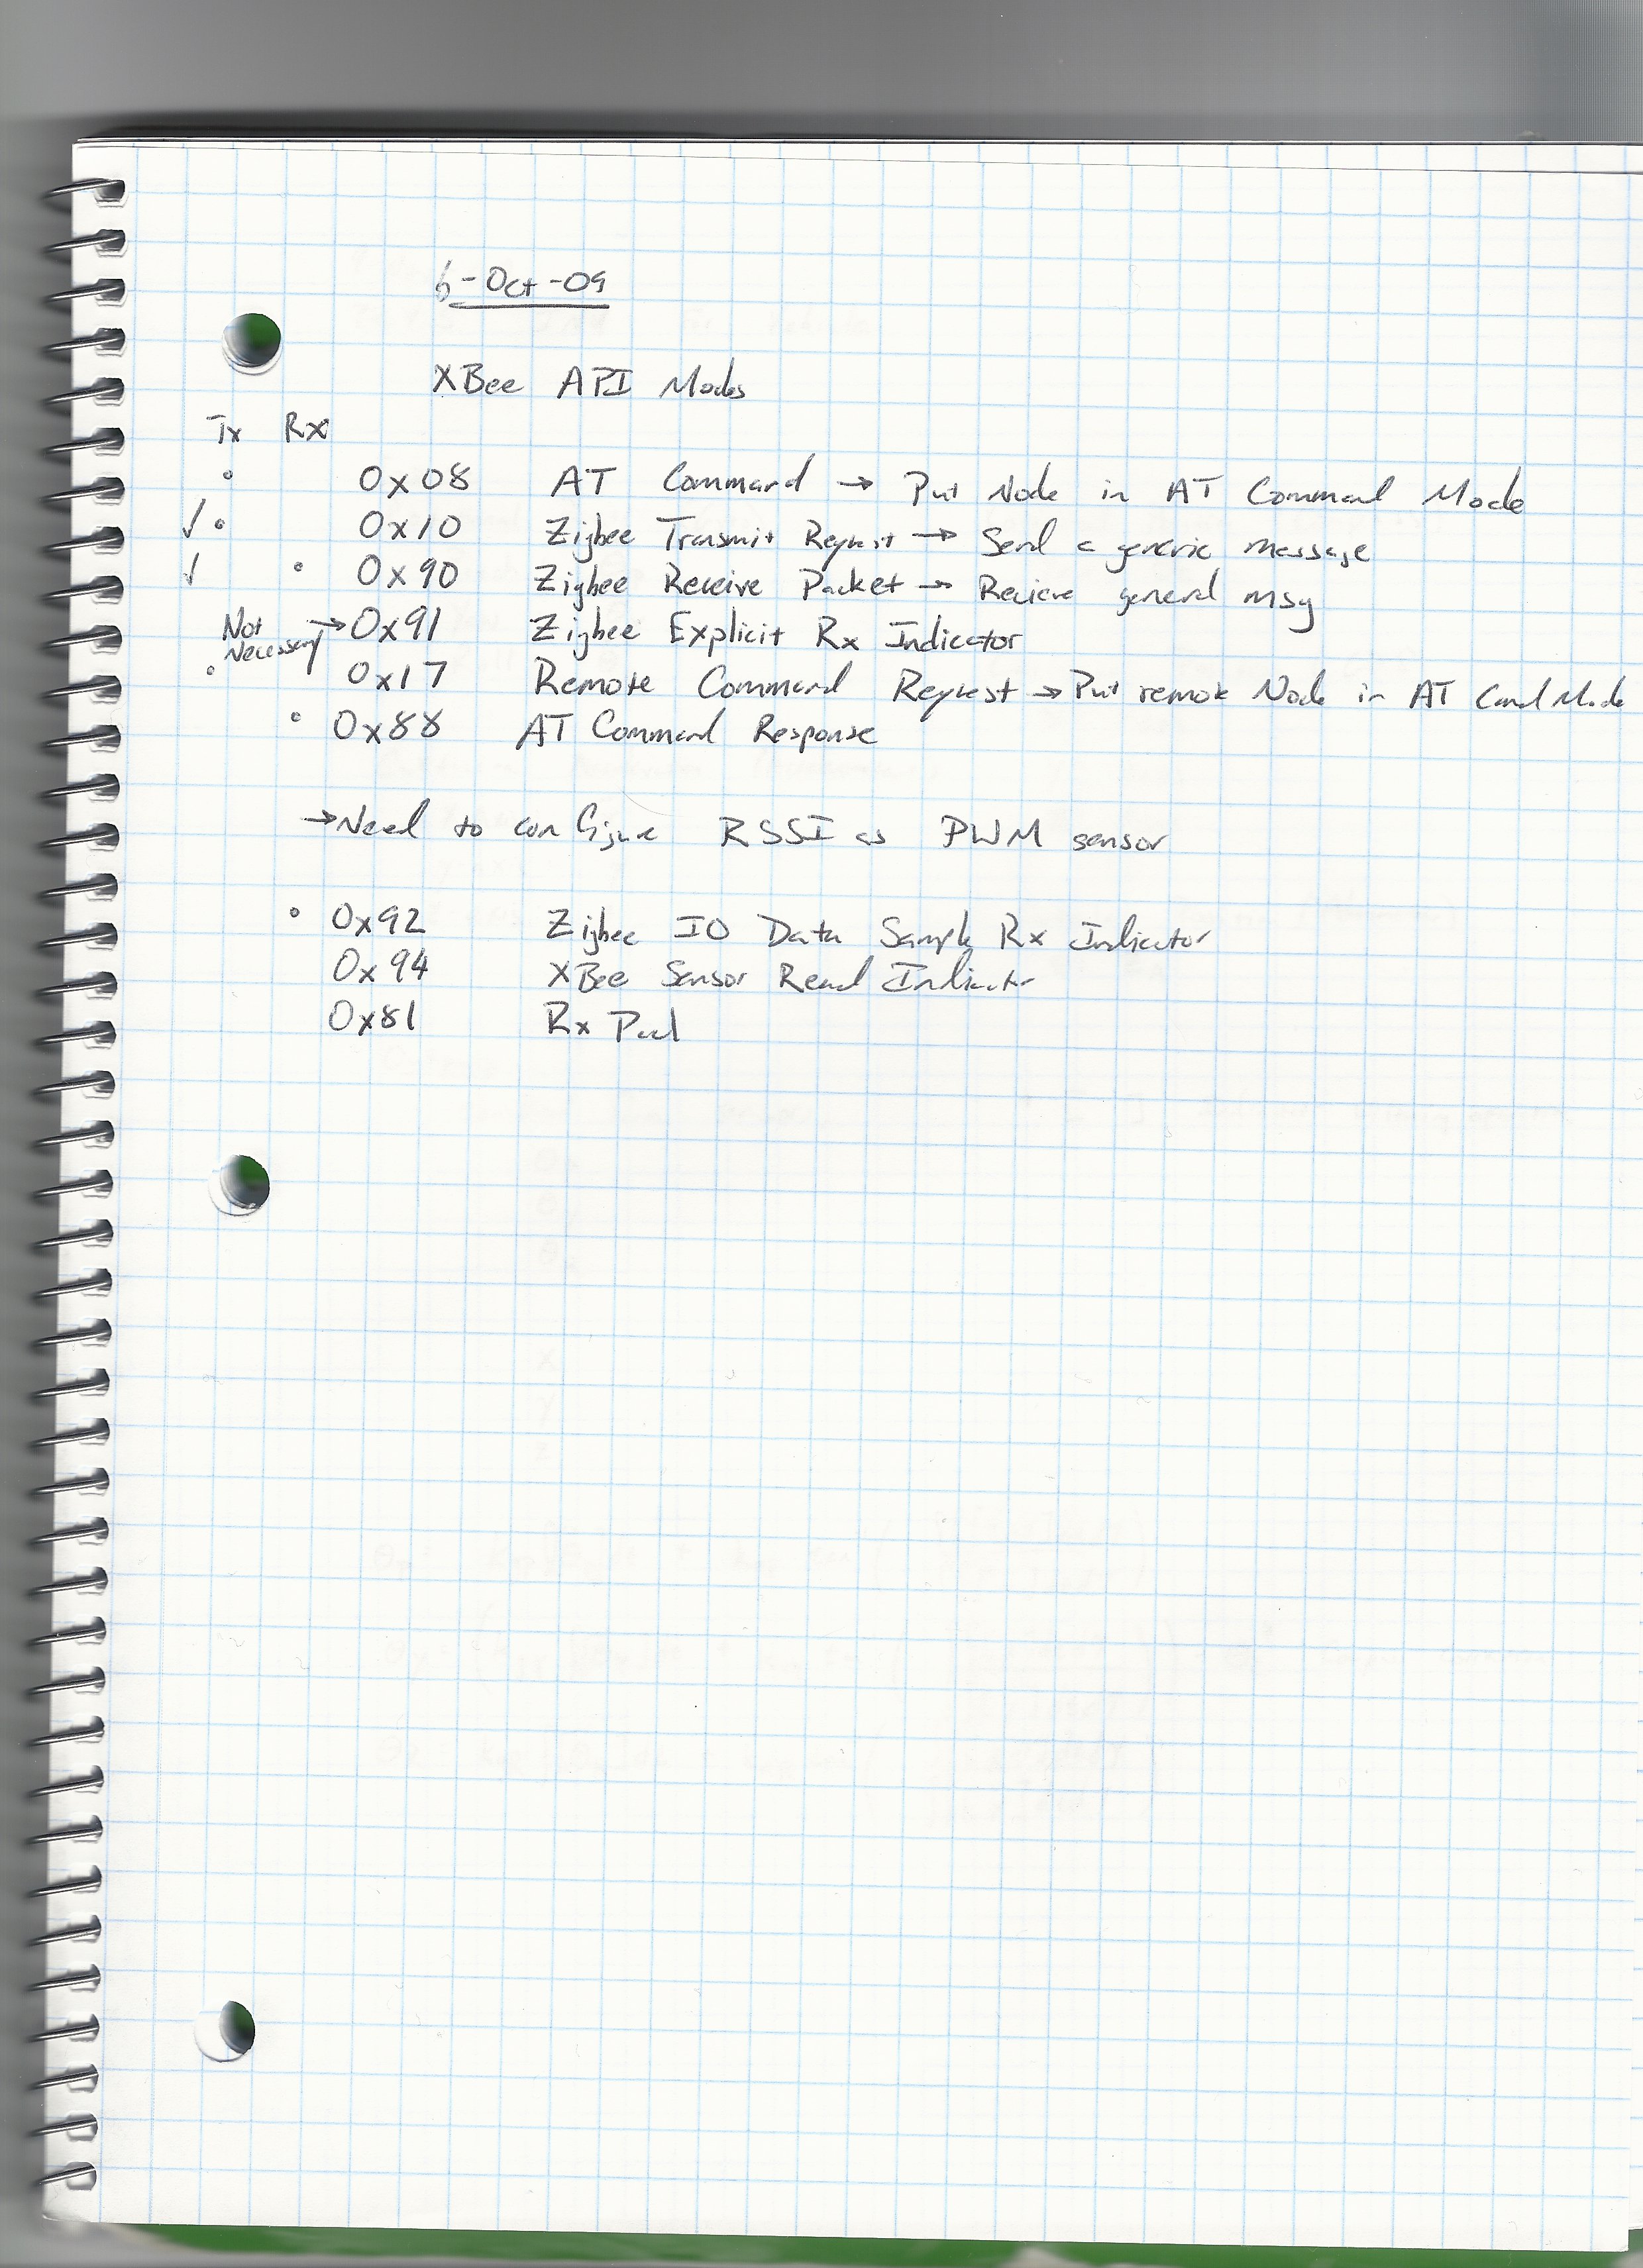 6-Oct-09
XBee API Modes
Tx Rx
° 0x08 AT Command → Put Node in AT Command Mode
✓ ° 0x10 Zigbee Transmit Request → Send a generic message
✓ ° 0x90 Zigbee Receive Packet → Recieve general msg
Not Necessary → 0x91 Zigbee Explicit Rx Indicator
° 0x17 Remote Command Request → Put remote Node in AT Comd Mode
° 0x88 AT Command Response
→ Need to configure RSSI as PWM sensor
° 0x92 Zigbee IO Data Sample Rx Indicator
0x94 XBee Sensor Read Indicator
0x81 Rx